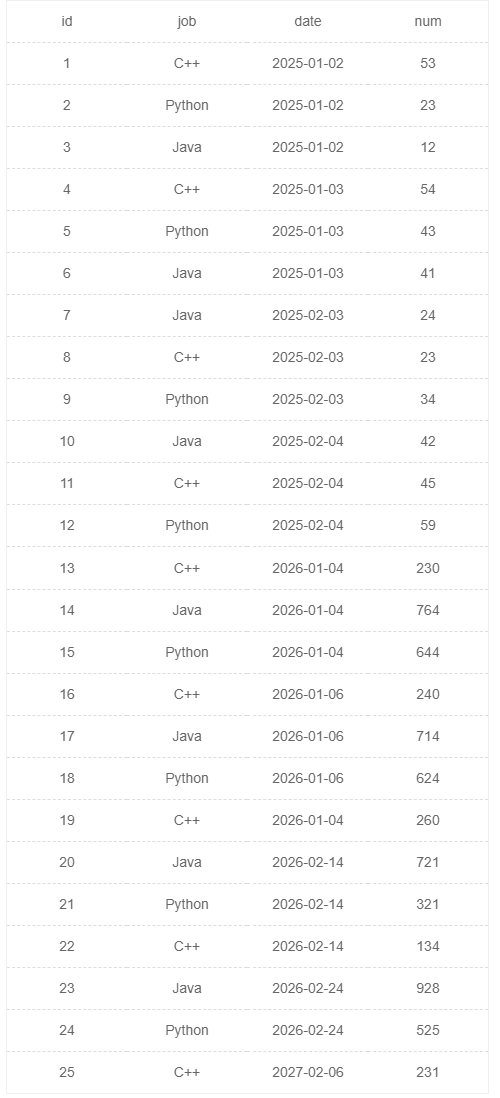 id job date num
1 C++ 2025-01-02 53
2 Python 2025-01-02 23
3 Java 2025-01-02 12
4 C++ 2025-01-03 54
5 Python 2025-01-03 43
6 Java 2025-01-03 41
7 Java 2025-02-03 24
8 C++ 2025-02-03 23
9 Python 2025-02-03 34
10 Java 2025-02-04 42
11 C++ 2025-02-04 45
12 Python 2025-02-04 59
13 C++ 2026-01-04 230
14 Java 2026-01-04 764
15 Python 2026-01-04 644
16 C++ 2026-01-06 240
17 Java 2026-01-06 714
18 Python 2026-01-06 624
19 C++ 2026-01-04 260
20 Java 2026-02-14 721
21 Python 2026-02-14 321
22 C++ 2026-02-14 134
23 Java 2026-02-24 928
24 Python 2026-02-24 525
25 C++ 2027-02-06 231